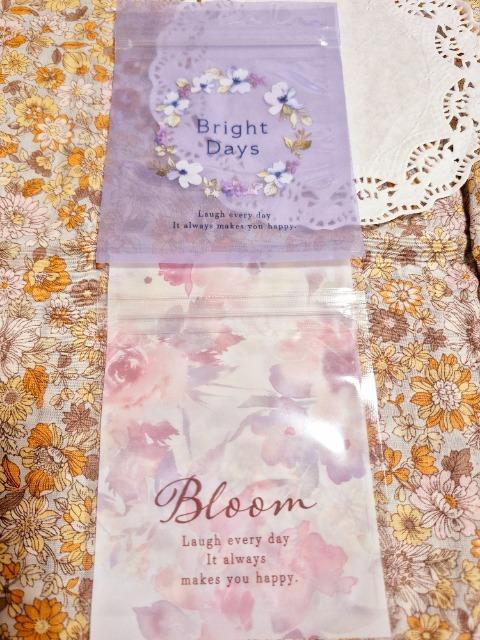 Bright
Days
Laugh every day
It always makes you happy.
Bloom
Laugh every day
It always
makes you happy.